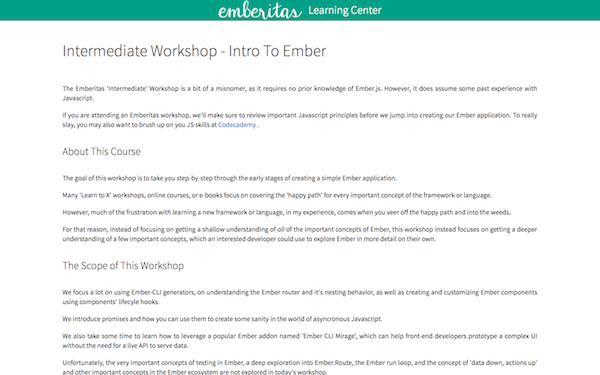 emberitas Learning Center
Intermediate Workshop - Intro To Ember
The Emberitas 'Intermediate' Workshop is a bit of a misnomer, as it requires no prior knowledge of Ember.js. However, it does assume some past experience with
Javascript.
If you are attending an Emberitas workshop, we'll make sure to review important Javascript principles before we jump into creating our Ember application. To really
slay, you may also want to brush up on you JS skills at Codecademy .
About This Course
The goal of this workshop is to take you step-by-step through the early stages of creating a simple Ember application.
Many 'Learn to X' workshops, online courses, or e-books focus on covering the 'happy path' for every important concept of the framework or language.
However, much of the frustration with learning a new framework or language, in my experience, comes when you veer off the happy path and into the weeds.
For that reason, instead of focusing on getting a shallow understanding of all of the important concepts of Ember, this workshop instead focuses on getting a deeper
understanding of a few important concepts, which an interested developer could use to explore Ember in more detail on their own.
The Scope of This Workshop
We focus a lot on using Ember-CLI generators, on understanding the Ember router and it's nesting behavior, as well as creating and customizing Ember components
using components' lifecyle hooks.
We introduce promises and how you can use them to create some sanity in the world of asyncronous Javascript.
We also take some time to learn how to leverage a popular Ember addon named 'Ember CLI Mirage', which can help front-end developers prototype a complex UI
without the need for a live API to serve data.
Unfortunately, the very important concepts of testing in Ember, a deep exploration into Ember.Route, the Ember run loop, and the concept of 'data down, actions up'
and other important concepts in the Ember ecosystem are not explored in today's workshop.